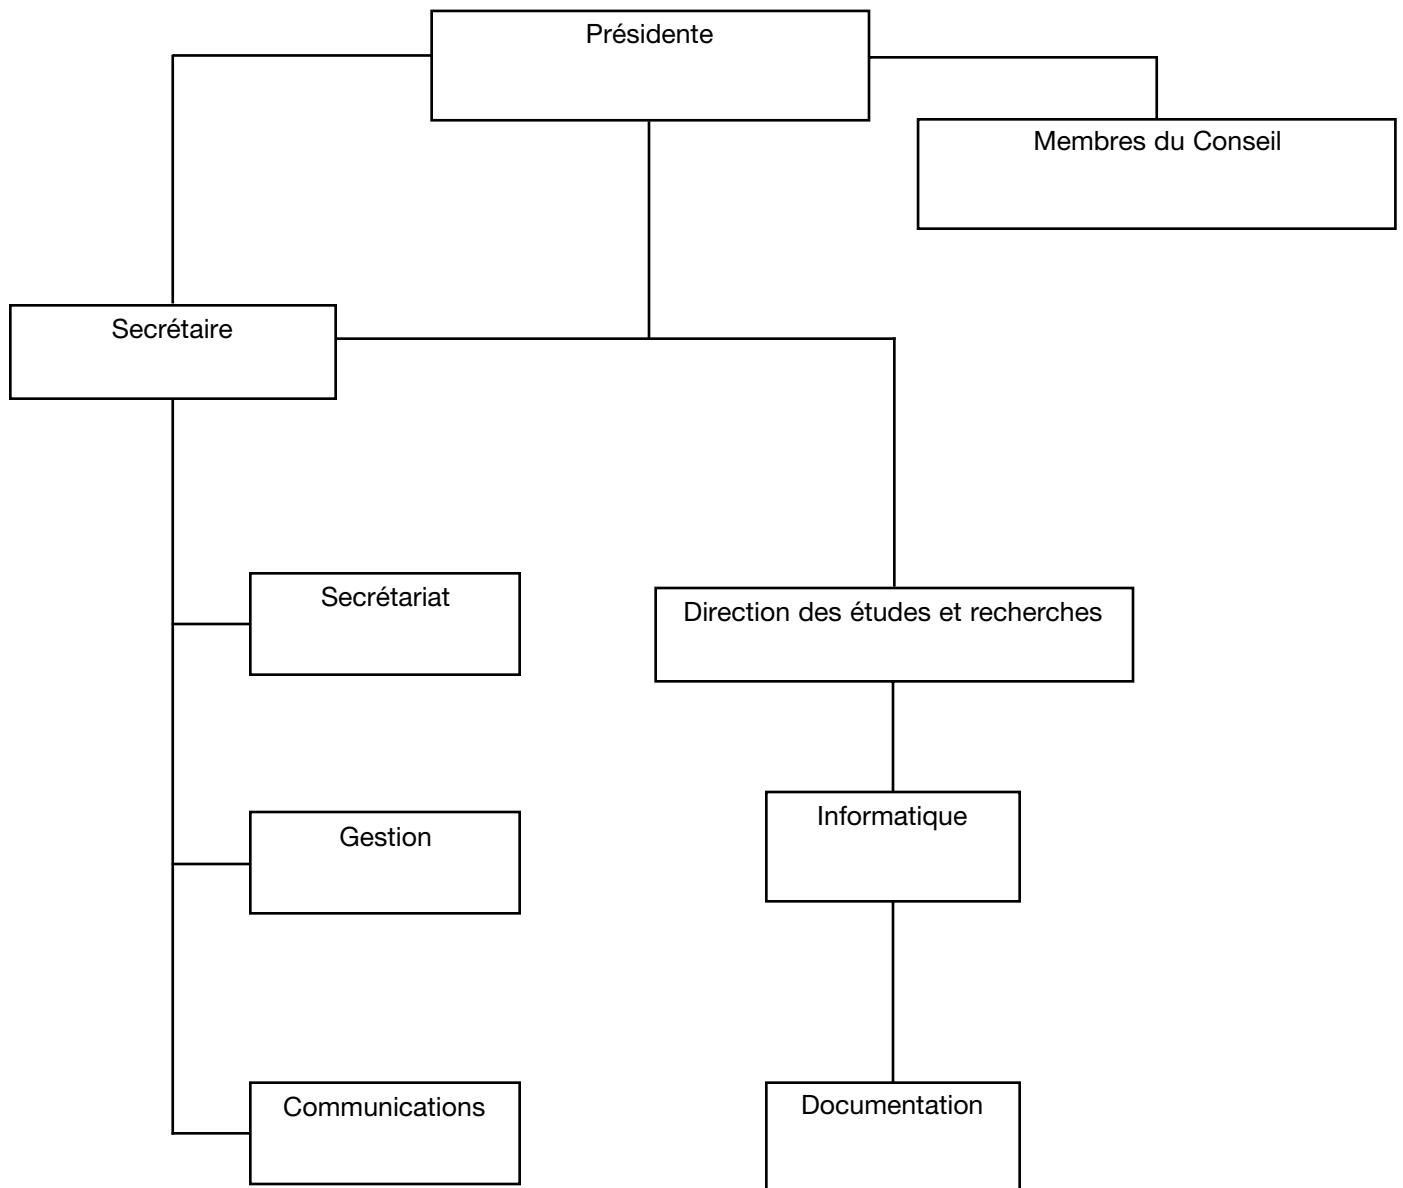 Présidente
Membres du Conseil
Secrétaire
Secrétariat
Direction des études et recherches
Gestion
Informatique
Communications
Documentation